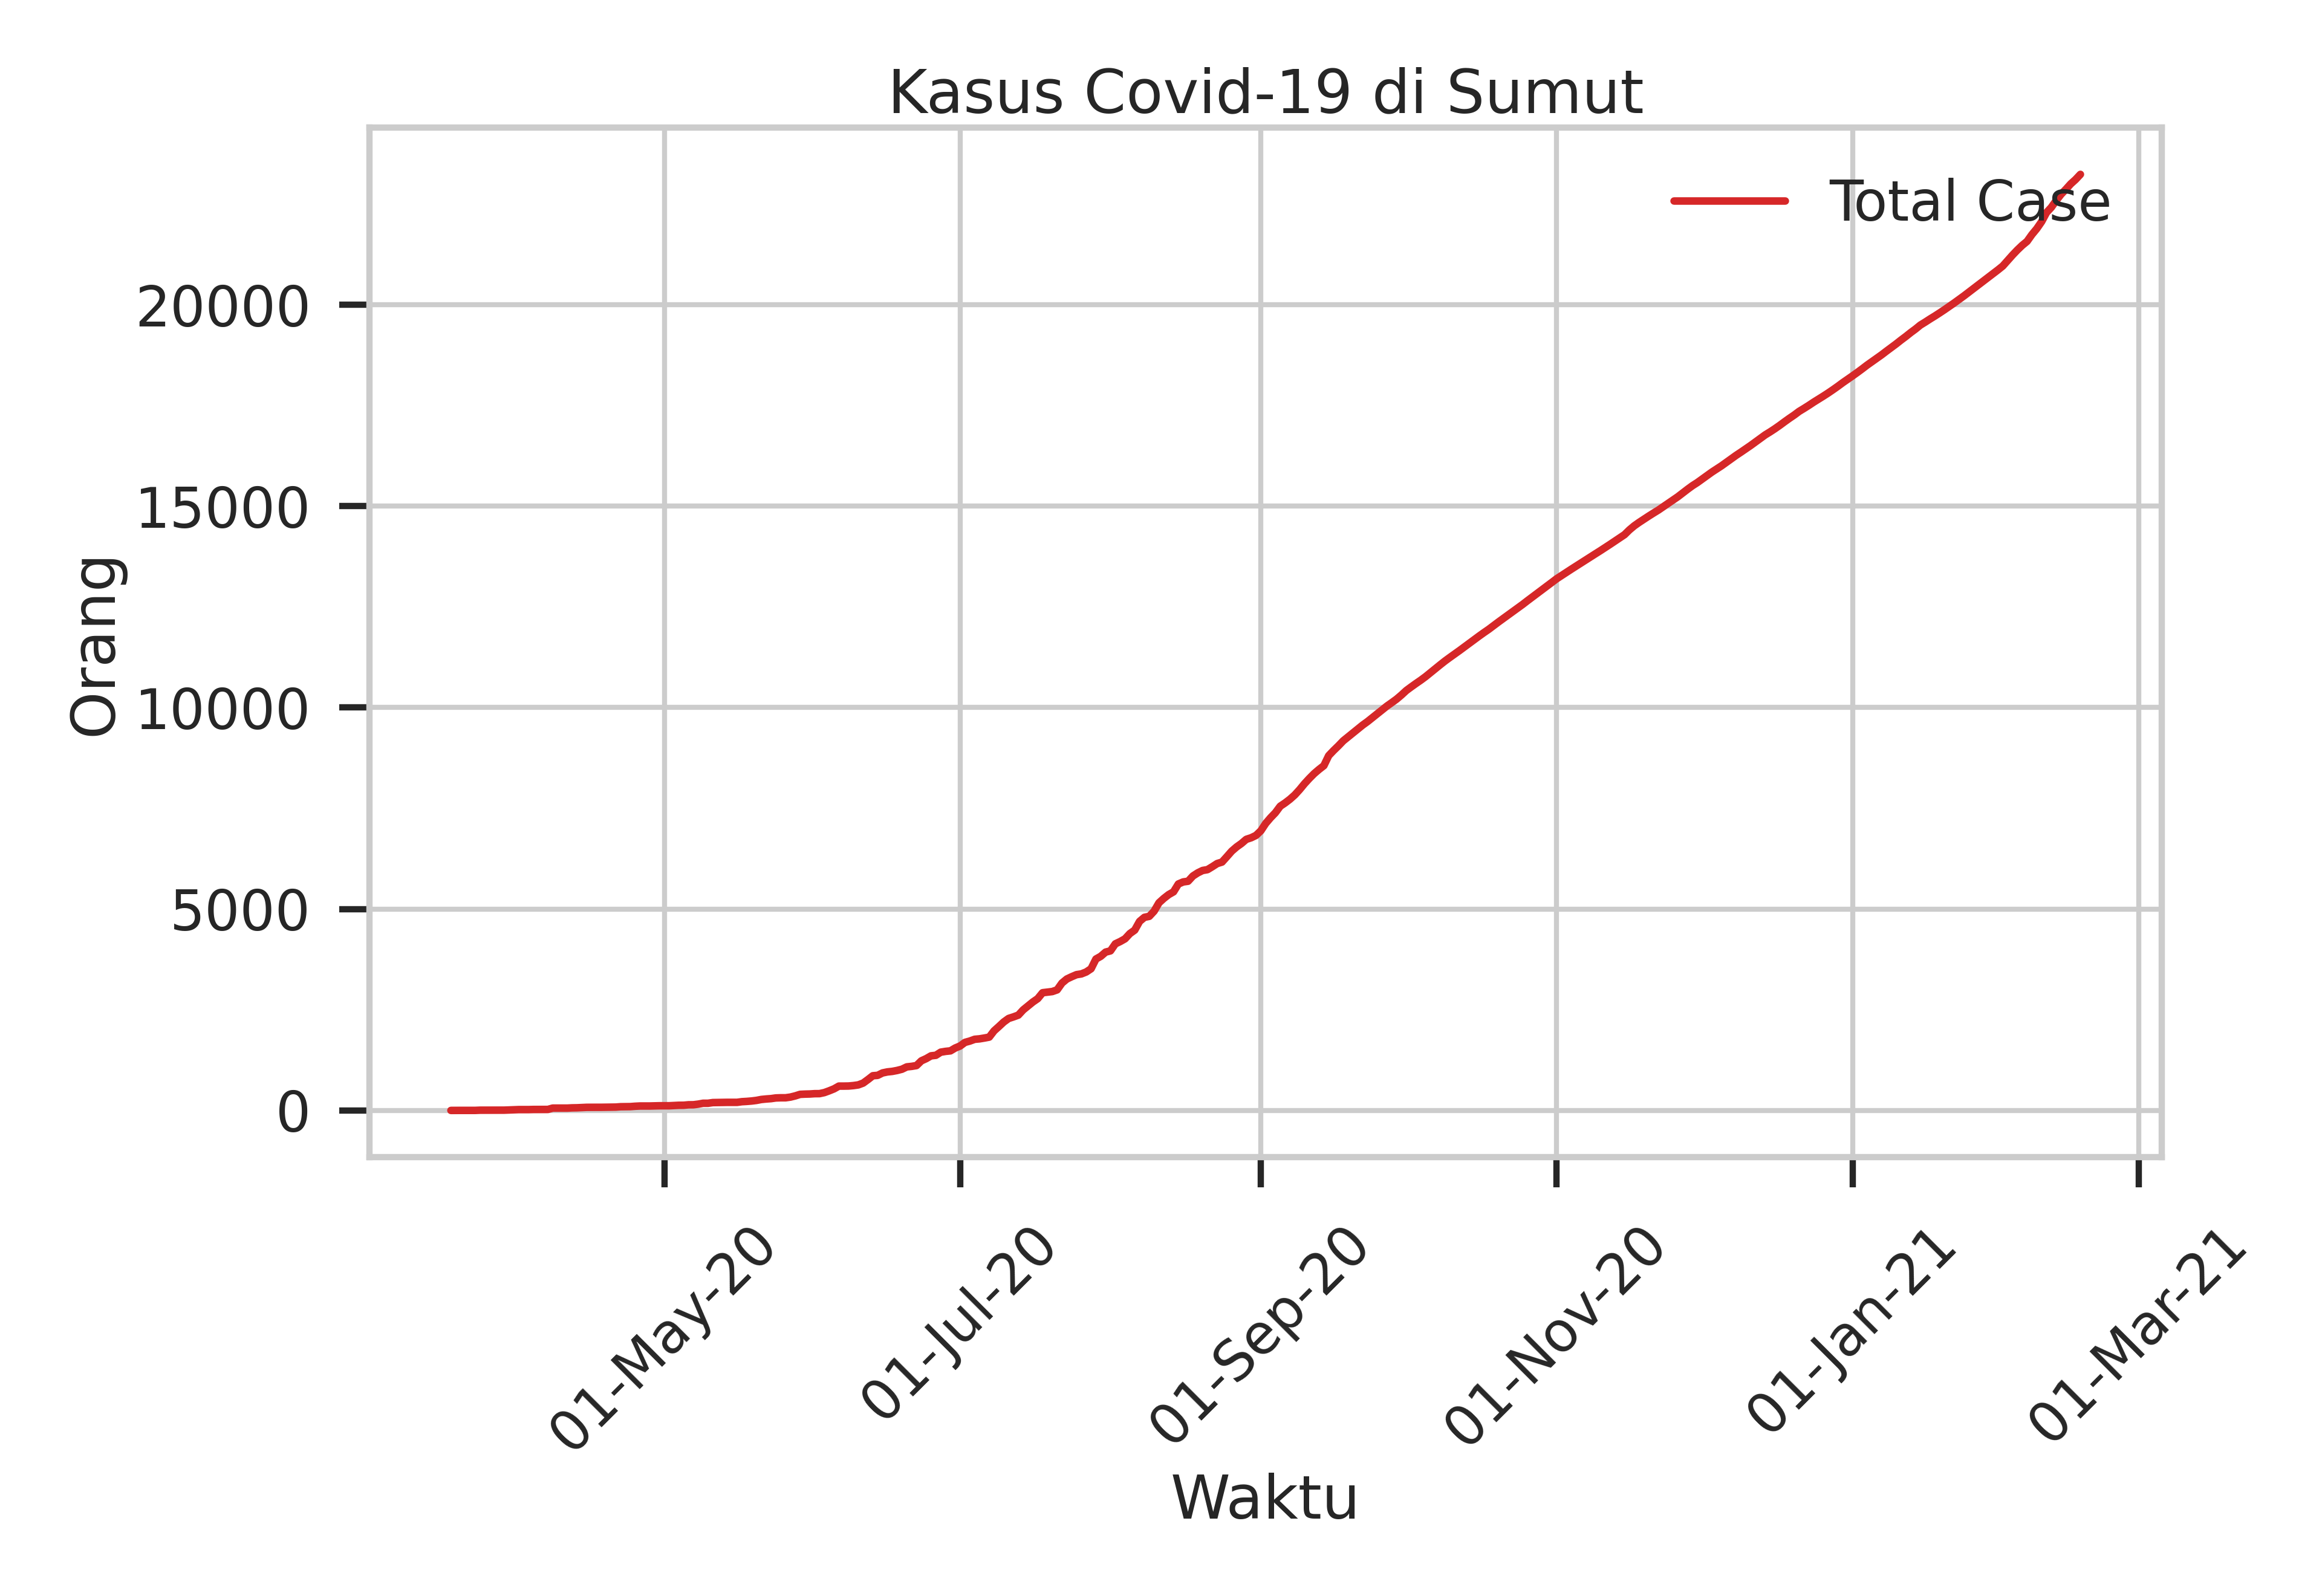 Kasus Covid-19 di Sumut
Total Case
20000
15000
10000
5000
0
Orang
01-May-20
01-Jul-20
01-Sep-20
01-Nov-20
01-Jan-21
01-Mar-21
Waktu